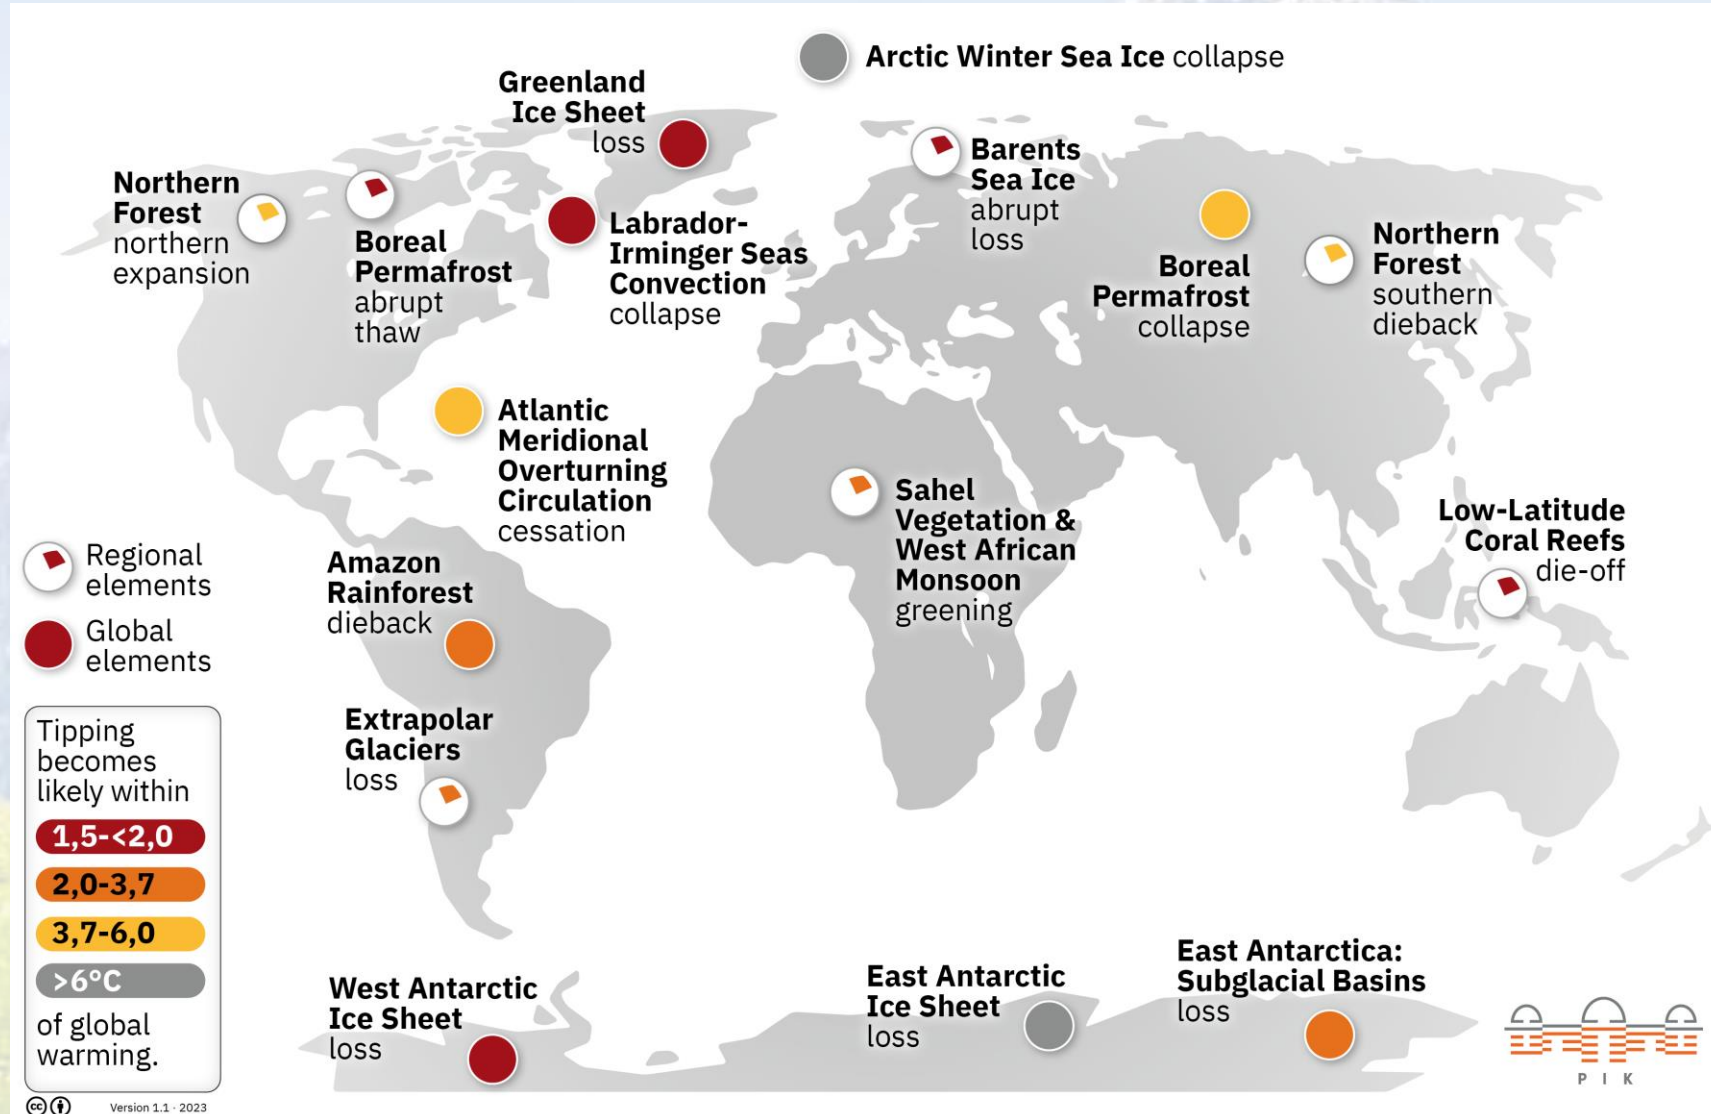 Arctic Winter Sea Ice collapse
Greenland
Ice Sheet
loss
Barents
Sea Ice
abrupt
loss
Northern
Forest
northern
expansion
Boreal
Permafrost
abrupt
thaw
Labrador-
Irminger Seas
Convection
collapse
Boreal
Permafrost
collapse
Northern
Forest
southern
dieback
Atlantic
Meridional
Overturning
Circulation
cessation
Sahel
Vegetation &
West African
Monsoon
greening
Low-Latitude
Coral Reefs
die-off
Regional
elements
Global
elements
Amazon
Rainforest
dieback
Extrapolar
Glaciers
loss
Tipping
becomes
likely within
1,5-<2,0
2,0-3,7
3,7-6,0
>6°C
of global
warming.
West Antarctic
Ice Sheet
loss
East Antarctic
Ice Sheet
loss
East Antarctica:
Subglacial Basins
loss
P I K
cc
Version 1.1 · 2023